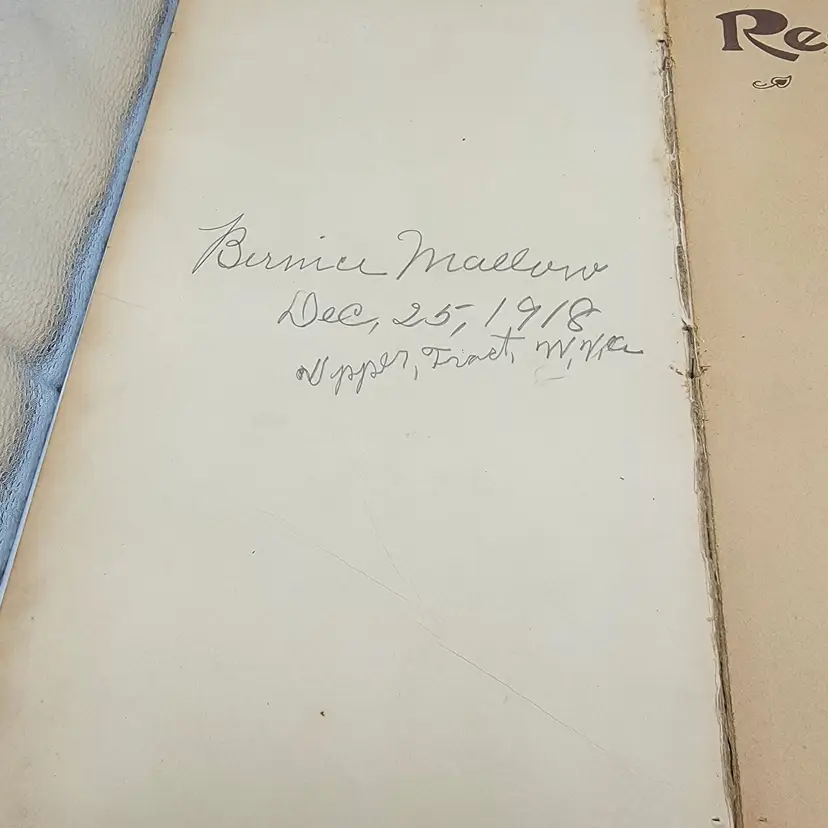 Bernice Mallow
Dec, 25, 1918
Upper, Tract, W, Va
Re